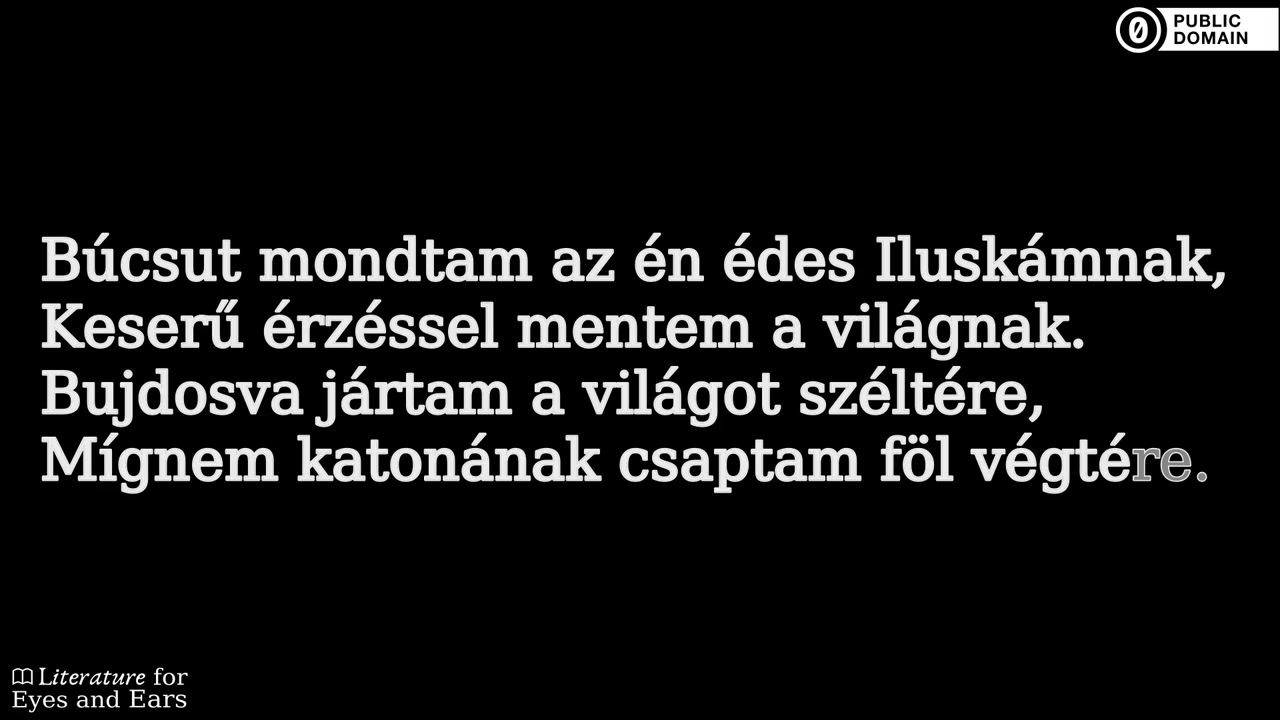 PUBLIC
DOMAIN
Búcsut mondtam az én édes Iluskámnak,
Keserű érzéssel mentem a világnak.
Bujdosva jártam a világot széltére,
Mígnem katonának csaptam föl végtére.
Literature for
Eyes and Ears